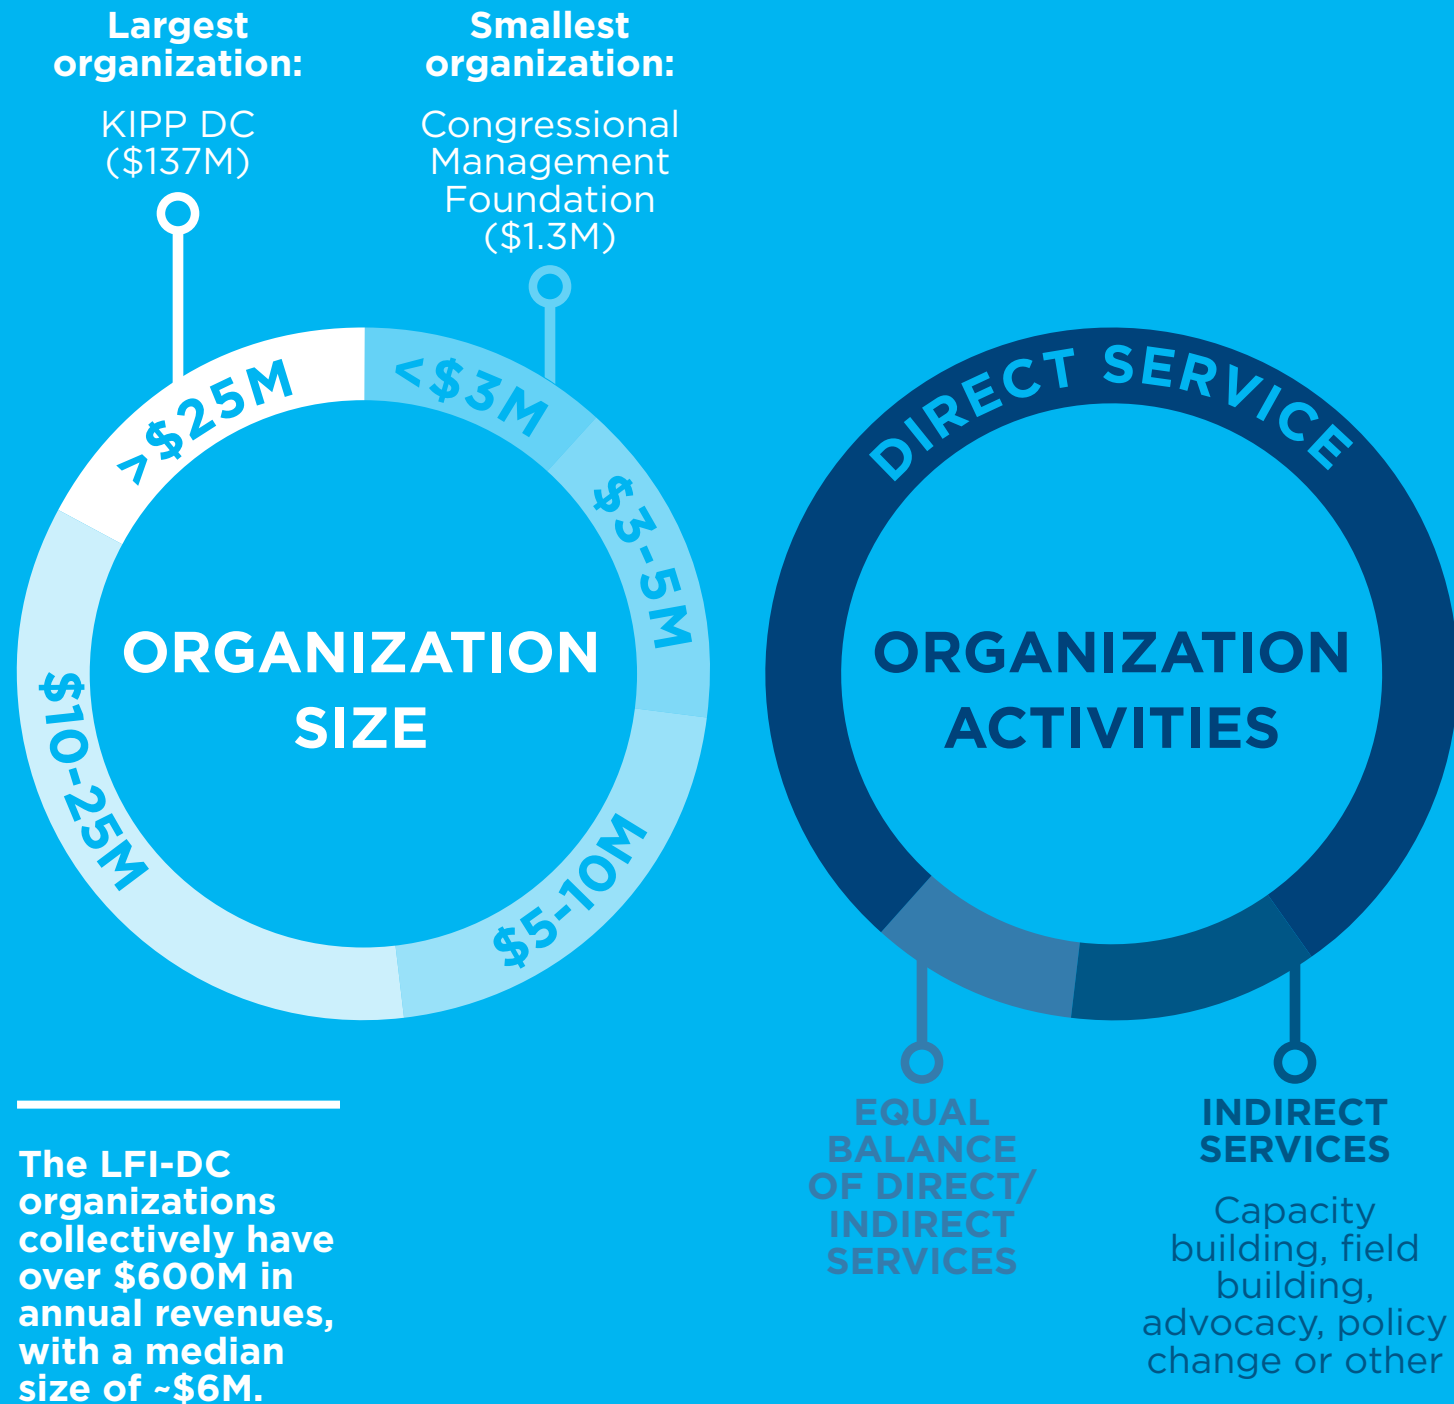 Largest
organization:
KIPP DC
($137M)
Smallest
organization:
Congressional
Management
Foundation
($1.3M)
>$25M
<$3M
$3-5M
$5-10M
$10-25M
ORGANIZATION
SIZE
The LFI-DC
organizations
collectively have
over $600M in
annual revenues,
with a median
size of ~$6M.
DIRECT SERVICE
ORGANIZATION
ACTIVITIES
EQUAL
BALANCE
OF DIRECT/
INDIRECT
SERVICES
INDIRECT
SERVICES
Capacity
building, field
building,
advocacy, policy
change or other